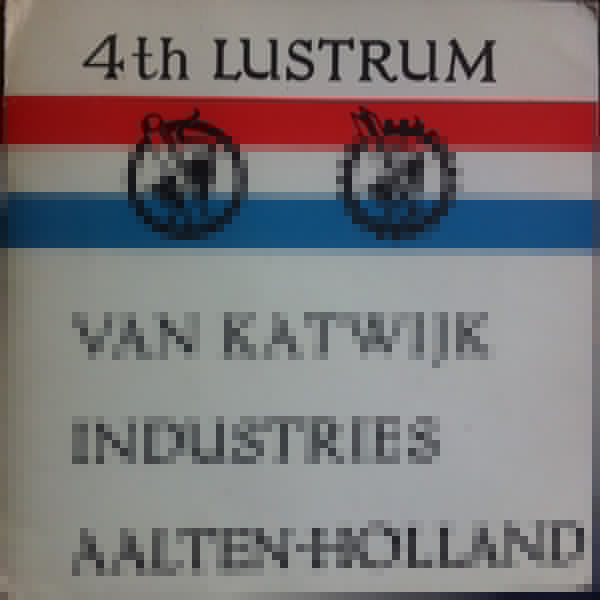 4th LUSTRUM
VAN KATWIJK
INDUSTRIES
AALTEN-HOLLAND